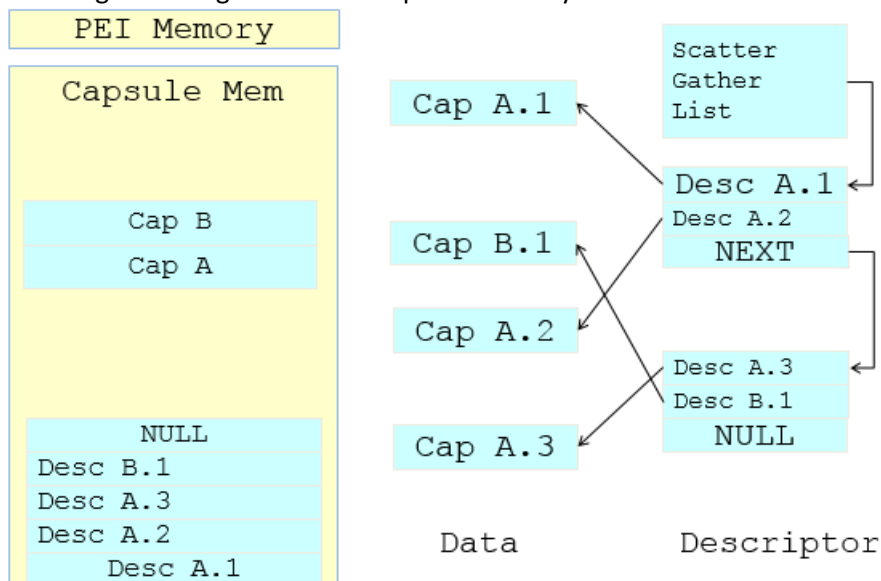 PEI Memory
Capsule Mem
Cap B
Cap A
NULL
Desc B.1
Desc A.3
Desc A.2
Desc A.1
Cap A.1
Cap B.1
Cap A.2
Cap A.3
Data
Scatter
Gather
List
Desc A.1
Desc A.2
NEXT
Desc A.3
Desc B.1
NULL
Descriptor